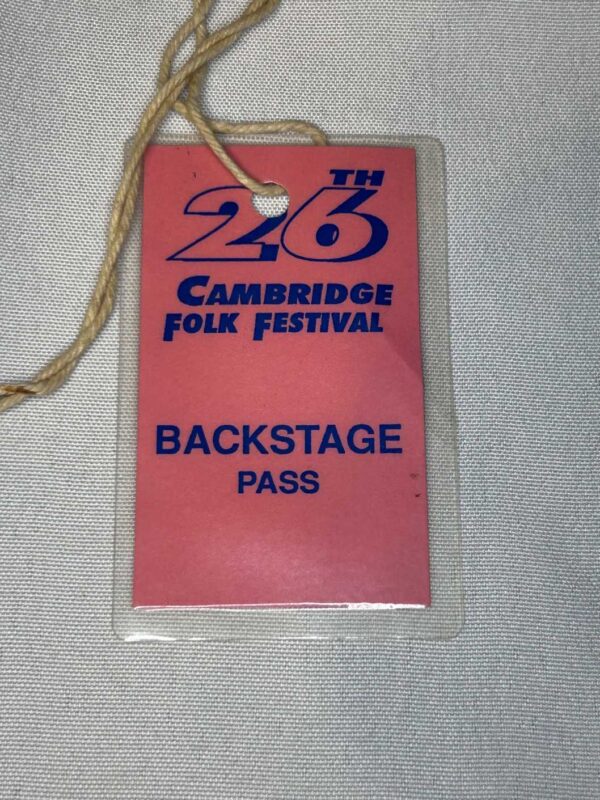 26TH
CAMBRIDGE
FOLK FESTIVAL
BACKSTAGE
PASS